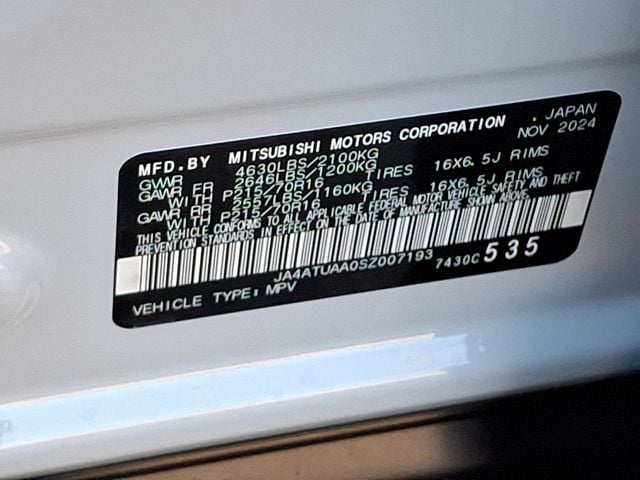 MFD.BY MITSUBISHI MOTORS CORPORATION , JAPAN
NOV 2024
GVWR 4630LBS/2100KG
GAWR FR 2646LBS/1200KG
WITH P215/70R16 TIRES 16X6.5J RIMS
GAWR RR 2557LBS/1160KG
WITH P215/70R16 TIRES 16X6.5J RIMS
THIS VEHICLE CONFORMS TO ALL APPLICABLE FEDERAL MOTOR VEHICLE SAFETY AND THEFT
PREVENTION STANDARDS IN EFFECT ON THE DATE OF MANUFACTURE SHOWN ABOVE.
JA4ATUAA0SZ007193
VEHICLE TYPE: MPV 7430C 535